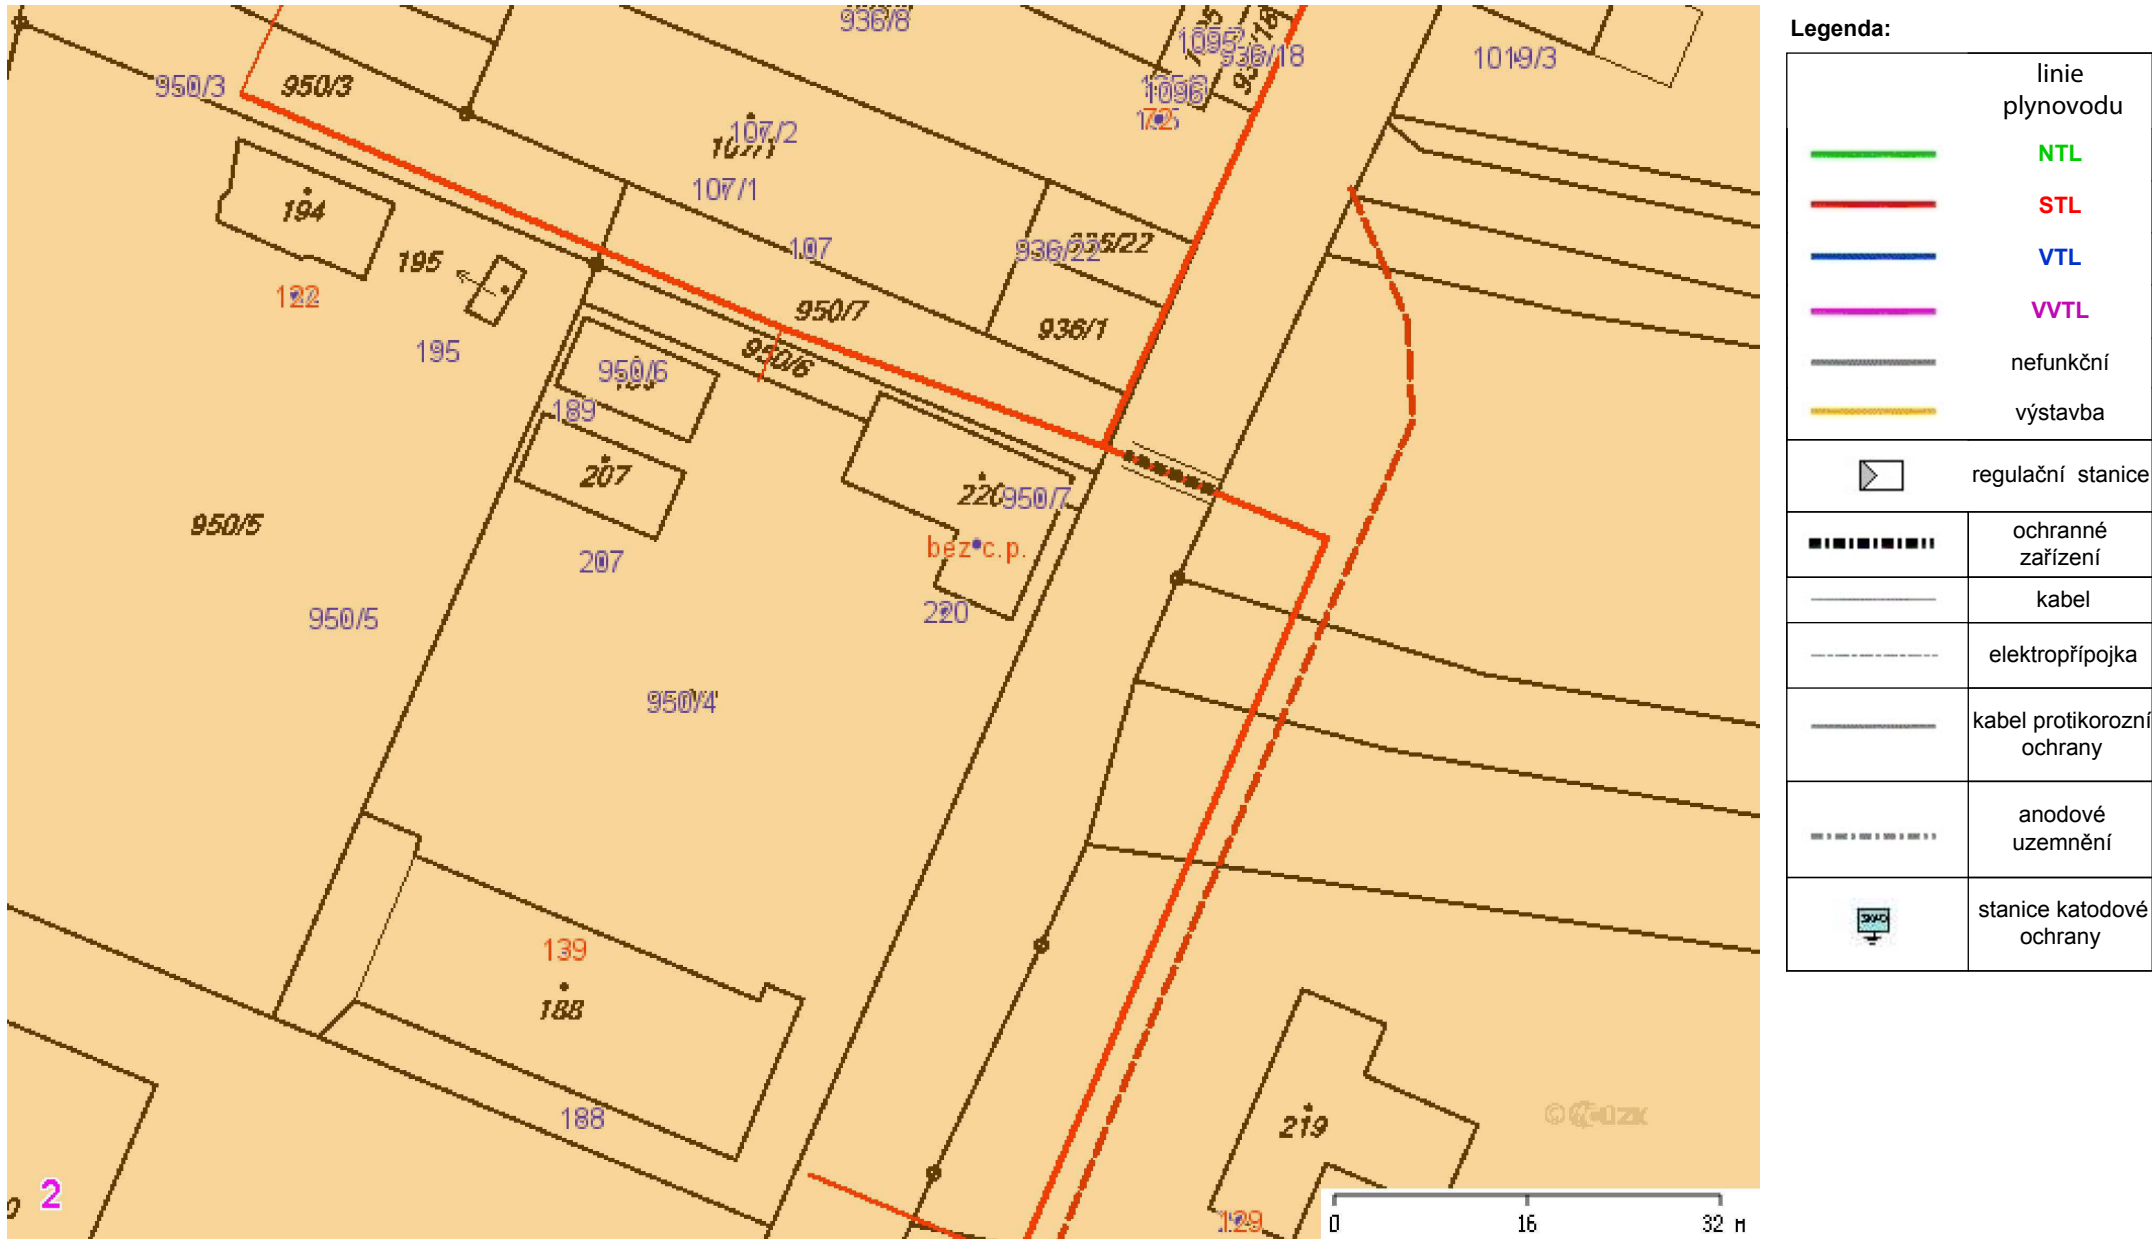 936/8
1095/2
936/18
1019/3
950/3
950/3
1096
72
107/2
107/1
107/1
194
195
107
936/22
936/22
122
950/7
936/1
195
950/6
950/6
189
207
220
950/7
950/5
bez c.p.
207
950/5
220
950/4
139
188
188
219
2
129
0 16 32 м
Legenda:
linie
plynovodu
NTL
STL
VTL
VVTL
nefunkční
výstavba
regulační stanice
ochranné
zařízení
kabel
elektropřípojka
kabel protikorozní
ochrany
anodové
uzemnění
stanice katodové
ochrany